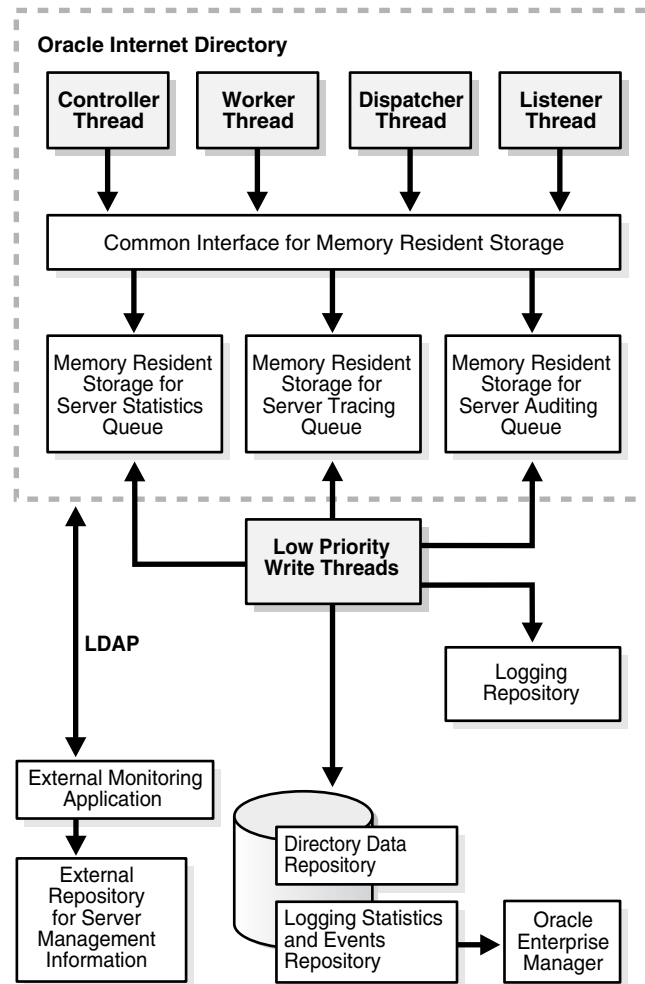 Oracle Internet Directory
Controller
Thread
Worker
Thread
Dispatcher
Thread
Listener
Thread
Common Interface for Memory Resident Storage
Memory Resident
Storage for
Server Statistics
Queue
Memory Resident
Storage for
Server Tracing
Queue
Memory Resident
Storage for
Server Auditing
Queue
Low Priority
Write Threads
LDAP
Logging
Repository
External Monitoring
Application
External
Repository
for Server
Management
Information
Directory Data
Repository
Logging Statistics
and Events
Repository
Oracle
Enterprise
Manager